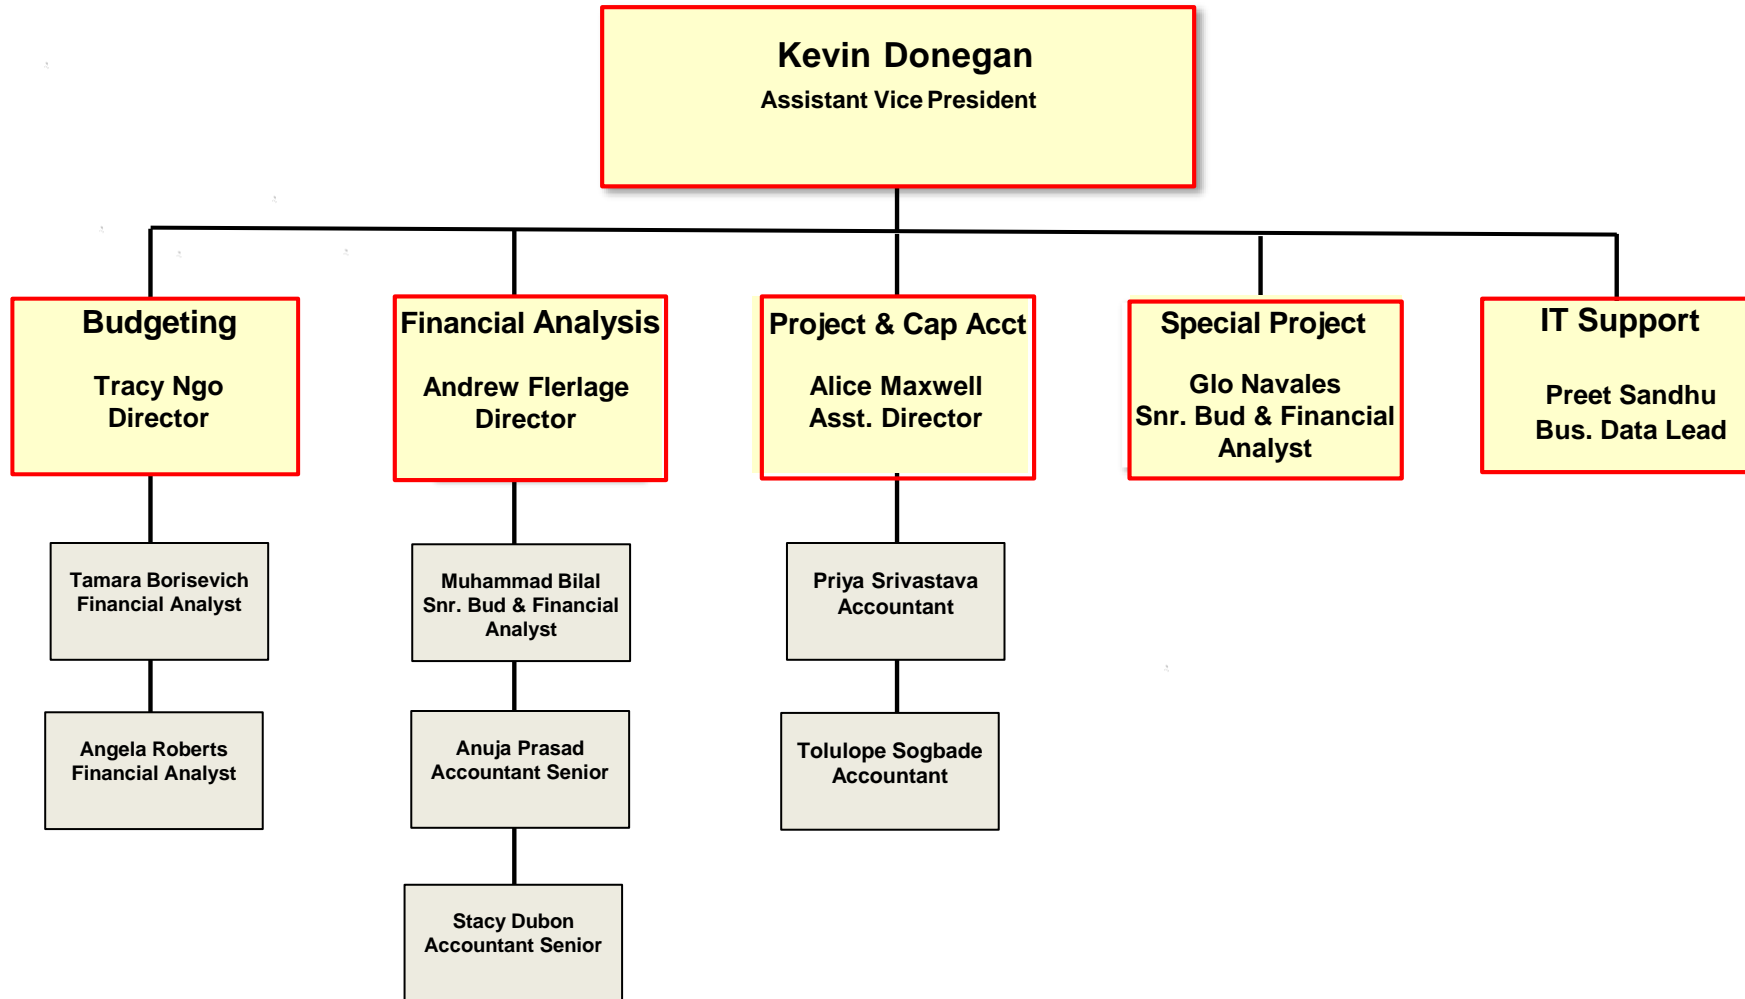 Kevin Donegan
Assistant Vice President
Budgeting
Tracy Ngo
Director
Financial Analysis
Andrew Flerlage
Director
Project & Cap Acct
Alice Maxwell
Asst. Director
Special Project
Glo Navales
Snr. Bud & Financial
Analyst
IT Support
Preet Sandhu
Bus. Data Lead
Tamara Borisevich
Financial Analyst
Muhammad Bilal
Snr. Bud & Financial
Analyst
Priya Srivastava
Accountant
Angela Roberts
Financial Analyst
Anuja Prasad
Accountant Senior
Tolulope Sogbade
Accountant
Stacy Dubon
Accountant Senior